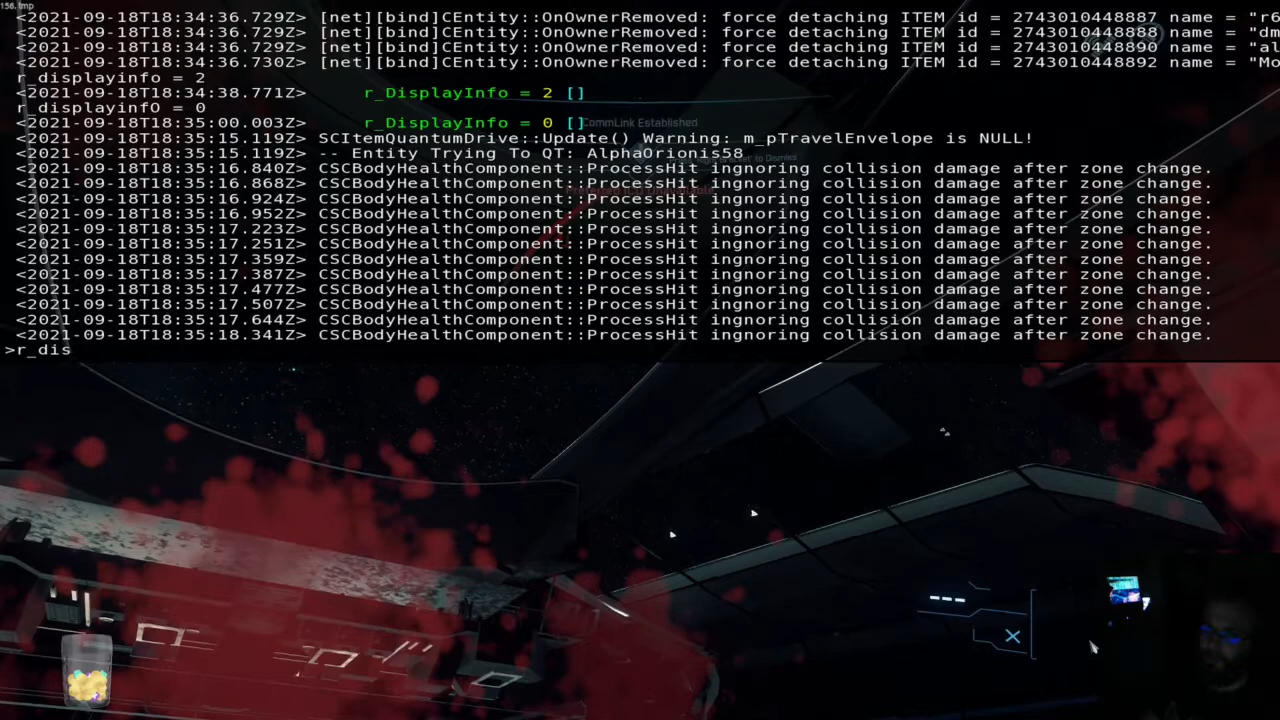 156.tmp
<2021-09-18T18:34:36.729Z> [net][bind]CEntity::OnOwnerRemoved: force detaching ITEM id = 2743010448887 name = "r6
<2021-09-18T18:34:36.729Z> [net][bind]CEntity::OnOwnerRemoved: force detaching ITEM id = 2743010448888 name = "dm
<2021-09-18T18:34:36.729Z> [net][bind]CEntity::OnOwnerRemoved: force detaching ITEM id = 2743010448890 name = "al
<2021-09-18T18:34:36.730Z> [net][bind]CEntity::OnOwnerRemoved: force detaching ITEM id = 2743010448892 name = "Mo
r_displayinfo = 2
<2021-09-18T18:34:38.771Z> r_DisplayInfo = 2 []
r_displayinfO = 0
<2021-09-18T18:35:00.003Z> r_DisplayInfo = 0 []
CommLink Established
<2021-09-18T18:35:15.119Z> SCItemQuantumDrive::Update() Warning: m_pTravelEnvelope is NULL!
<2021-09-18T18:35:15.119Z> -- Entity Trying To QT: AlphaOrionis58
to Dismiss
<2021-09-18T18:35:16.840Z> CSCBodyHealthComponent::ProcessHit ingnoring collision damage after zone change.
<2021-09-18T18:35:16.868Z> CSCBodyHealthComponent::ProcessHit ingnoring collision damage after zone change.
<2021-09-18T18:35:16.924Z> CSCBodyHealthComponent::ProcessHit ingnoring collision damage after zone change.
<2021-09-18T18:35:16.952Z> CSCBodyHealthComponent::ProcessHit ingnoring collision damage after zone change.
<2021-09-18T18:35:17.223Z> CSCBodyHealthComponent::ProcessHit ingnoring collision damage after zone change.
<2021-09-18T18:35:17.251Z> CSCBodyHealthComponent::ProcessHit ingnoring collision damage after zone change.
<2021-09-18T18:35:17.359Z> CSCBodyHealthComponent::ProcessHit ingnoring collision damage after zone change.
<2021-09-18T18:35:17.387Z> CSCBodyHealthComponent::ProcessHit ingnoring collision damage after zone change.
<2021-09-18T18:35:17.477Z> CSCBodyHealthComponent::ProcessHit ingnoring collision damage after zone change.
<2021-09-18T18:35:17.507Z> CSCBodyHealthComponent::ProcessHit ingnoring collision damage after zone change.
<2021-09-18T18:35:17.644Z> CSCBodyHealthComponent::ProcessHit ingnoring collision damage after zone change.
<2021-09-18T18:35:18.341Z> CSCBodyHealthComponent::ProcessHit ingnoring collision damage after zone change.
>r_dis